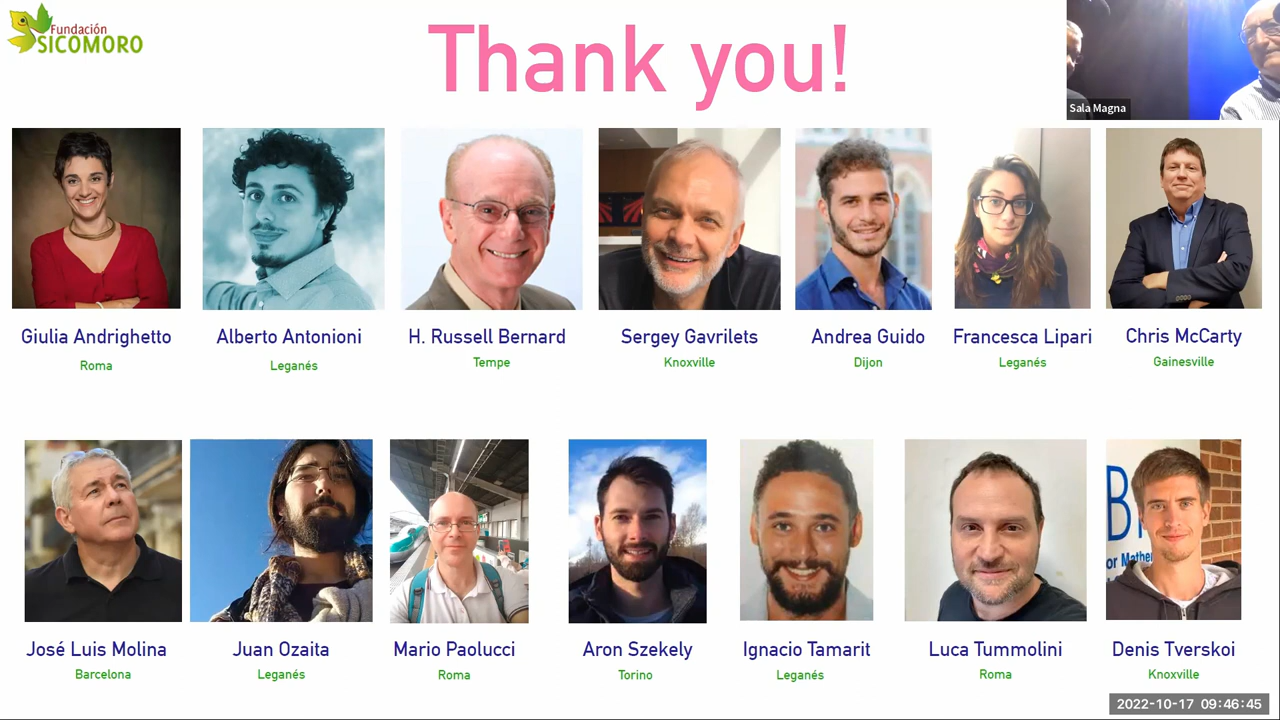 Fundación
SICOMORO
Thank you!
Sala Magna
Giulia Andrighetto
Roma
Alberto Antonioni
Leganés
H. Russell Bernard
Tempe
Sergey Gavrilets
Knoxville
Andrea Guido
Dijon
Francesca Lipari
Leganés
Chris McCarty
Gainesville
José Luis Molina
Barcelona
Juan Ozaita
Leganés
Mario Paolucci
Roma
Aron Szekely
Torino
Ignacio Tamarit
Leganés
Luca Tummolini
Roma
or Mathe
Denis Tverskoi
Knoxville
2022-10-17 09:46:45